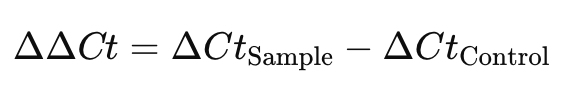 ΔΔCt = ΔCt_Sample − ΔCt_Control